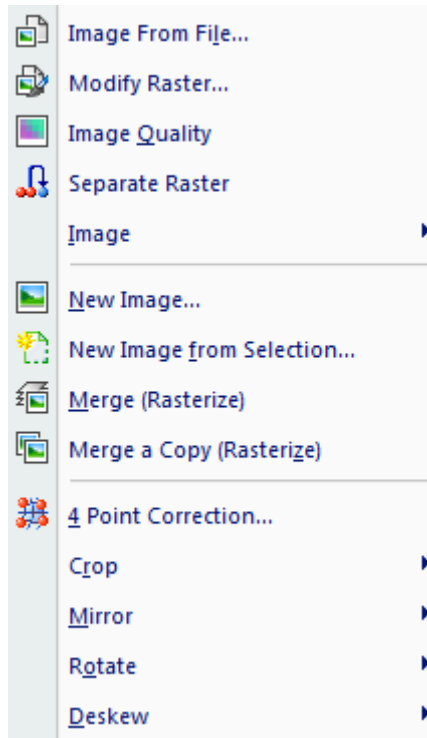 Image From File...
Modify Raster...
Image Quality
Separate Raster
Image
New Image...
New Image from Selection...
Merge (Rasterize)
Merge a Copy (Rasterize)
4 Point Correction...
Crop
Mirror
Rotate
Deskew